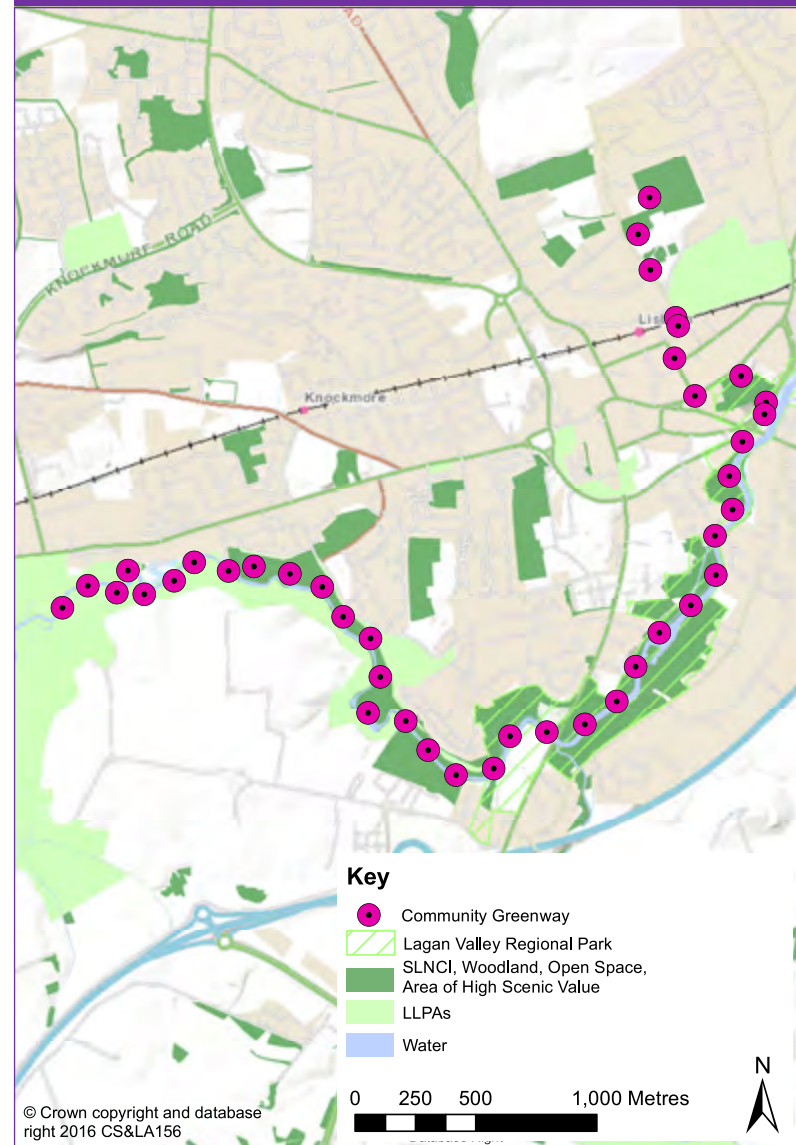 KNOCKMORE ROAD
Knockmore
Key
Community Greenway
Lagan Valley Regional Park
SLNCI, Woodland, Open Space,
Area of High Scenic Value
LLPAs
Water
N
0 250 500 1,000 Metres
© Crown copyright and database
right 2016 CS&LA156